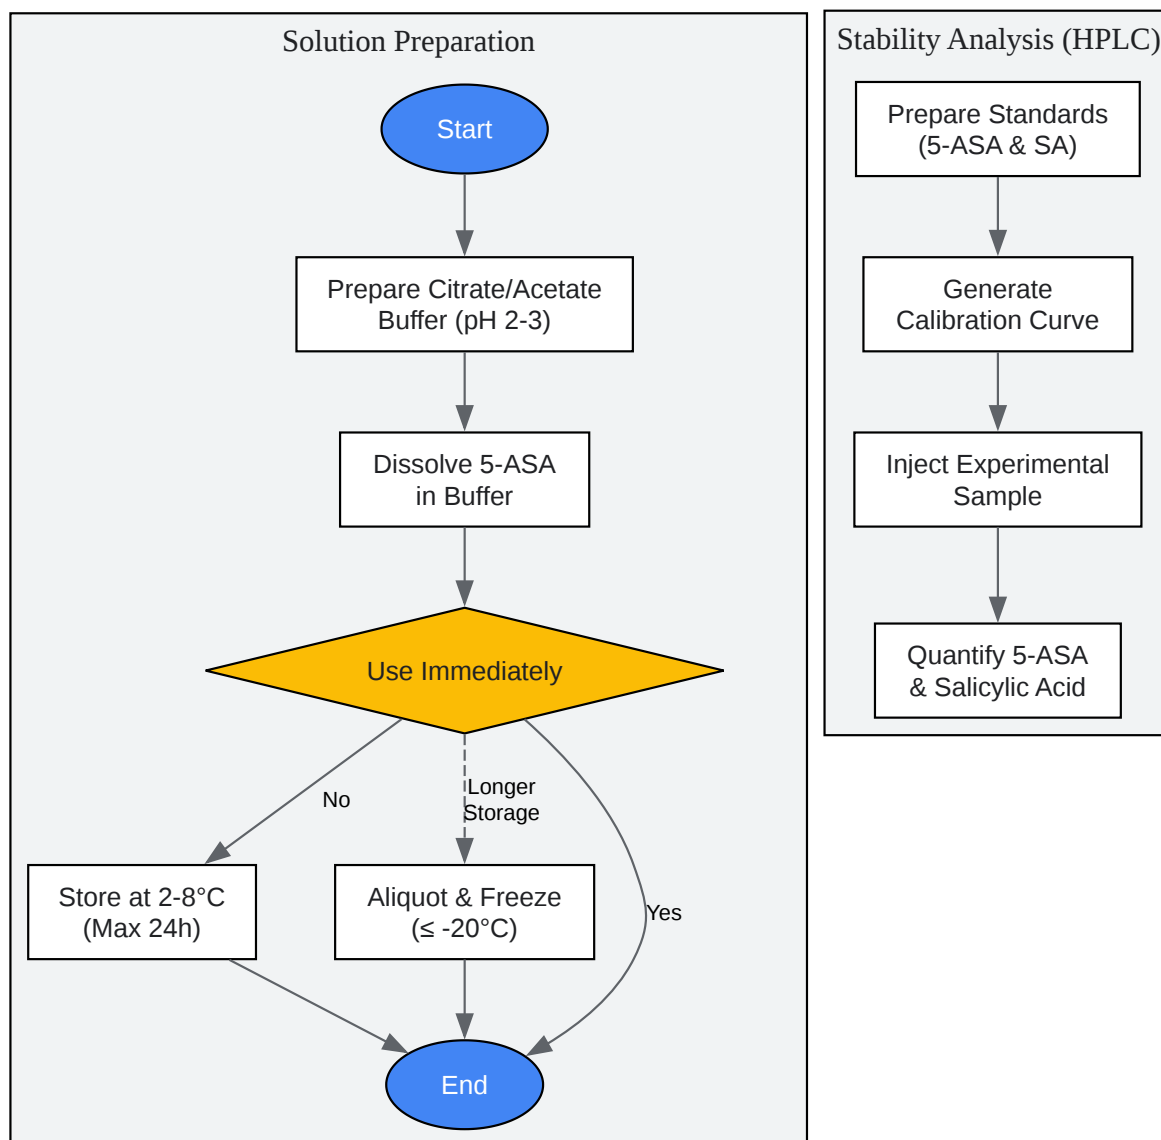 Solution Preparation
Start
Prepare Citrate/Acetate
Buffer (pH 2-3)
Dissolve 5-ASA
in Buffer
Use Immediately
No
Longer
Storage
Yes
Store at 2-8°C
(Max 24h)
Aliquot & Freeze
(≤ -20°C)
End
Stability Analysis (HPLC)
Prepare Standards
(5-ASA & SA)
Generate
Calibration Curve
Inject Experimental
Sample
Quantify 5-ASA
& Salicylic Acid